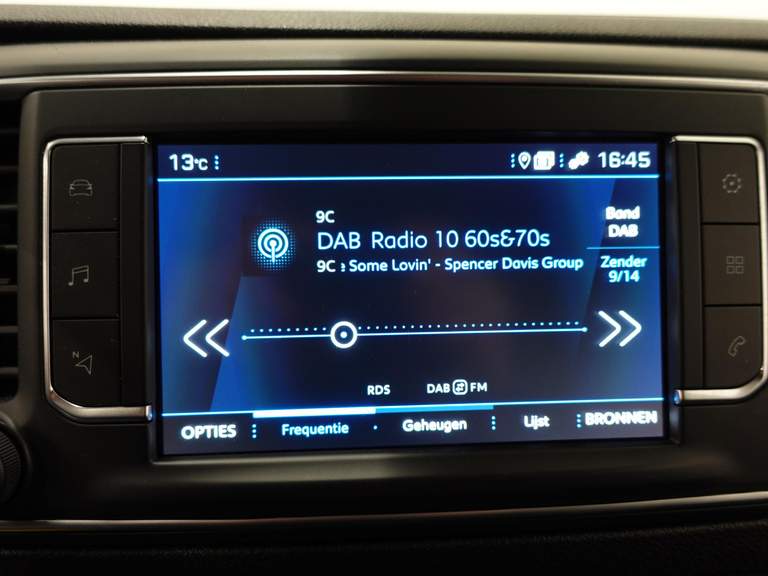 13°C
16:45
9C
DAB Radio 10 60s&70s
9C e Some Lovin' - Spencer Davis Group
Band
DAB
Zender
9/14
RDS
DAB FM
OPTIES
Frequentie
Geheugen
Lijst
BRONNEN
N